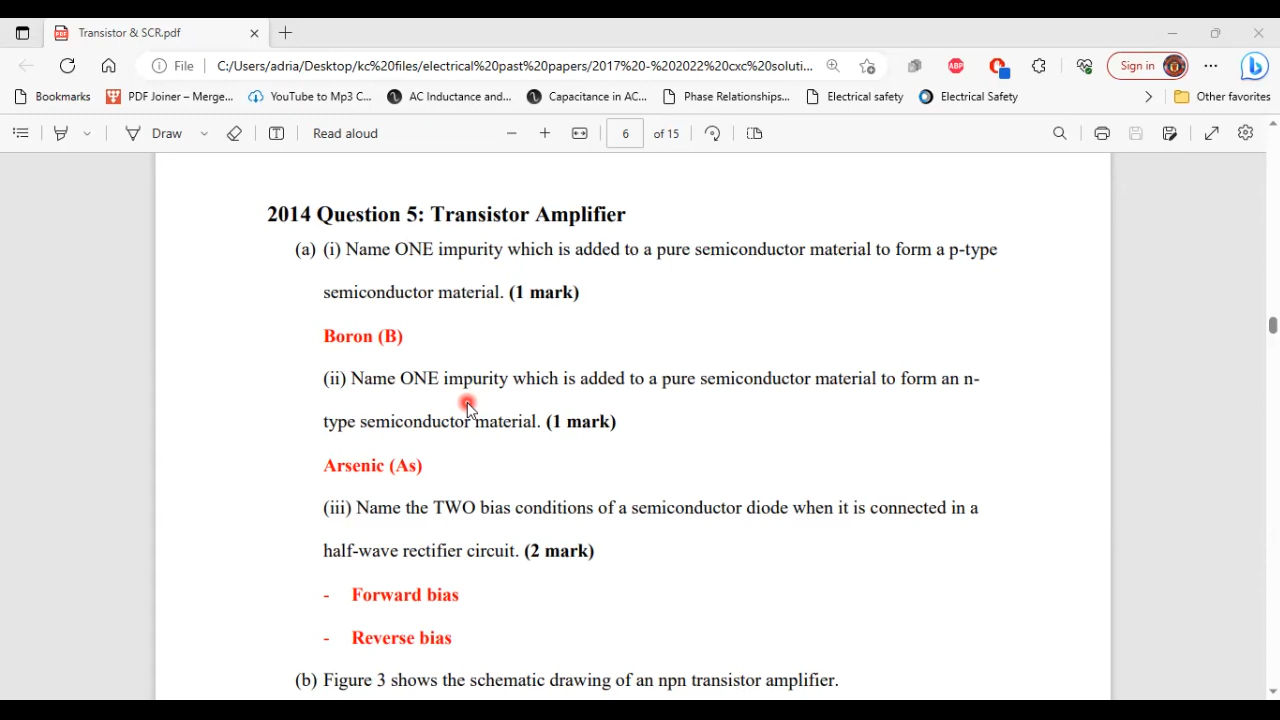 Transistor & SCR.pdf
File
C:/Users/adria/Desktop/kc%20files/electrical%20past%20papers/2017%20-%202022%20cxc%20soluti...
ABP
Sign in
Bookmarks
PDF Joiner – Merge...
YouTube to Mp3 C...
AC Inductance and...
Capacitance in AC...
Phase Relationships...
Electrical safety
Electrical Safety
Other favorites
Draw
Read aloud
6
of 15
2014 Question 5: Transistor Amplifier
(a) (i) Name ONE impurity which is added to a pure semiconductor material to form a p-type
semiconductor material. (1 mark)
Boron (B)
(ii) Name ONE impurity which is added to a pure semiconductor material to form an n-
type semiconductor material. (1 mark)
Arsenic (As)
(iii) Name the TWO bias conditions of a semiconductor diode when it is connected in a
half-wave rectifier circuit. (2 mark)
- Forward bias
- Reverse bias
(b) Figure 3 shows the schematic drawing of an npn transistor amplifier.